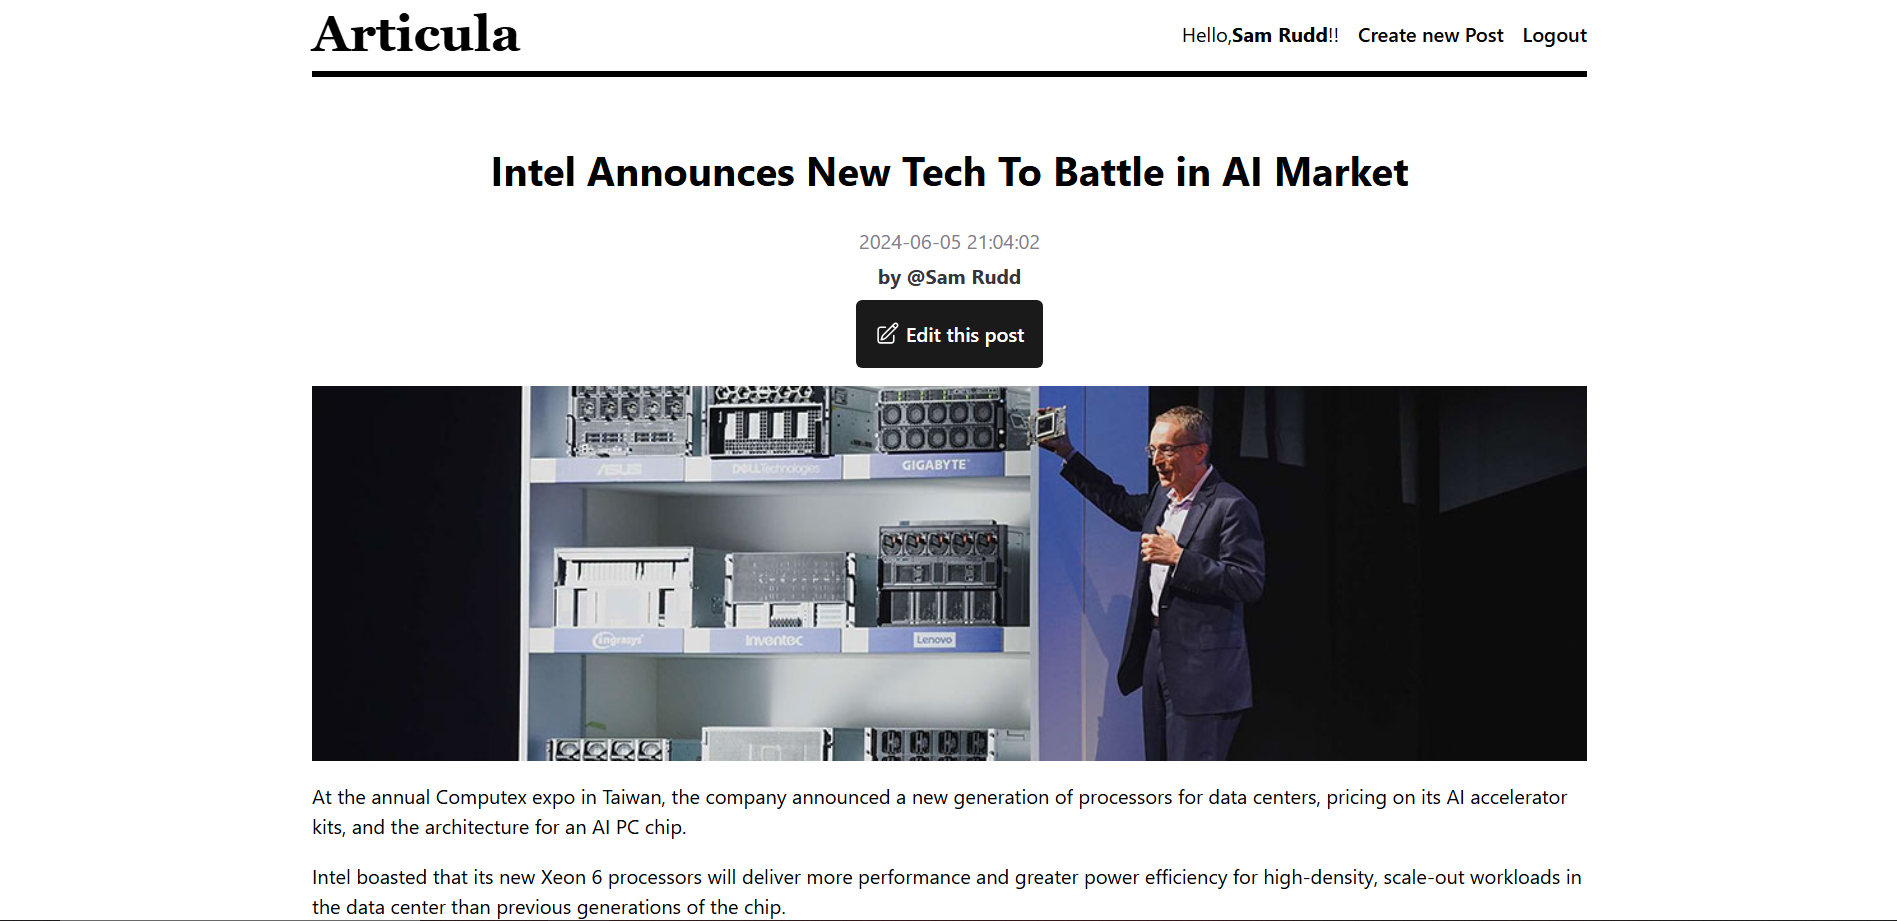 Articula
Hello,Sam Rudd!! Create new Post Logout
Intel Announces New Tech To Battle in AI Market
2024-06-05 21:04:02
by @Sam Rudd
Edit this post
ASUS DELLTechnologies GIGABYTE
ingrasys inventec Lenovo
At the annual Computex expo in Taiwan, the company announced a new generation of processors for data centers, pricing on its AI accelerator
kits, and the architecture for an AI PC chip.
Intel boasted that its new Xeon 6 processors will deliver more performance and greater power efficiency for high-density, scale-out workloads in
the data center than previous generations of the chip.